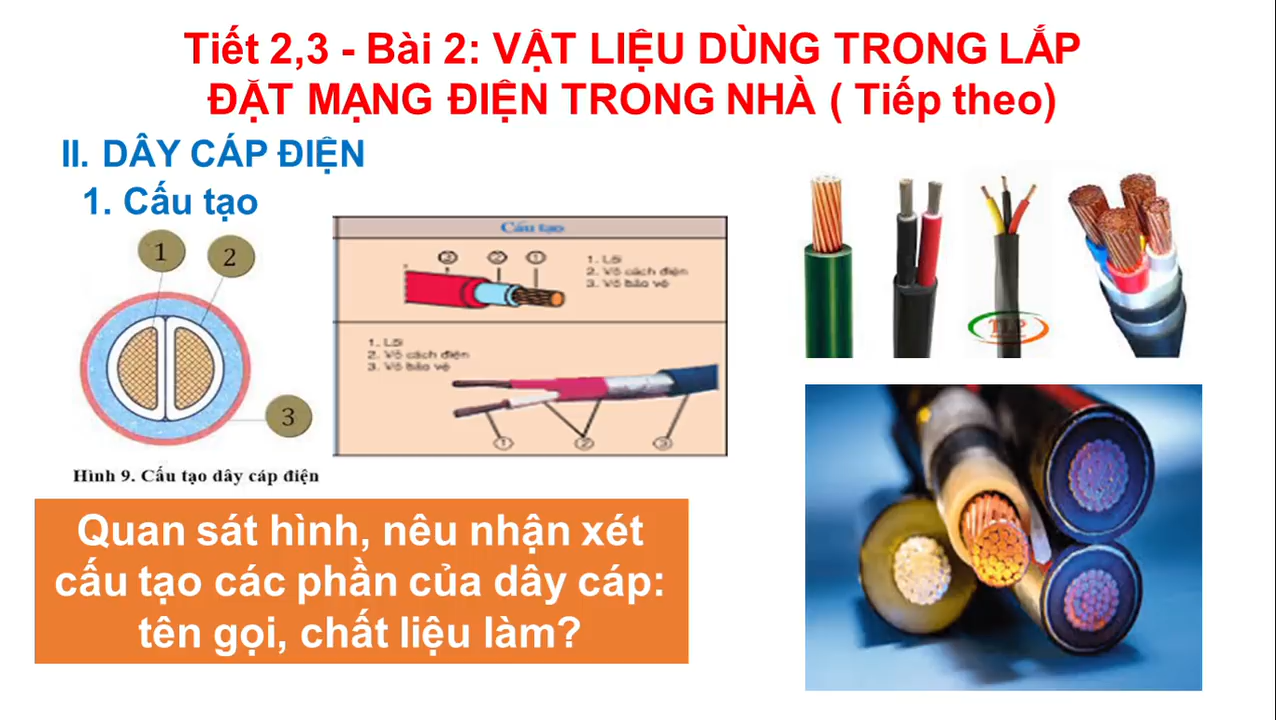 Tiết 2,3 - Bài 2: VẬT LIỆU DÙNG TRONG LẮP
ĐẶT MẠNG ĐIỆN TRONG NHÀ ( Tiếp theo)
II. DÂY CÁP ĐIỆN
1. Cấu tạo
1
2
3
Hình 9. Cấu tạo dây cáp điện
Cấu tạo
3 2 1
1. Lõi
2. Vỏ cách điện
3. Vỏ bảo vệ
1. Lõi
2. Vỏ cách điện
3. Vỏ bảo vệ
1 2 3
TLP
Quan sát hình, nêu nhận xét
cấu tạo các phần của dây cáp:
tên gọi, chất liệu làm?